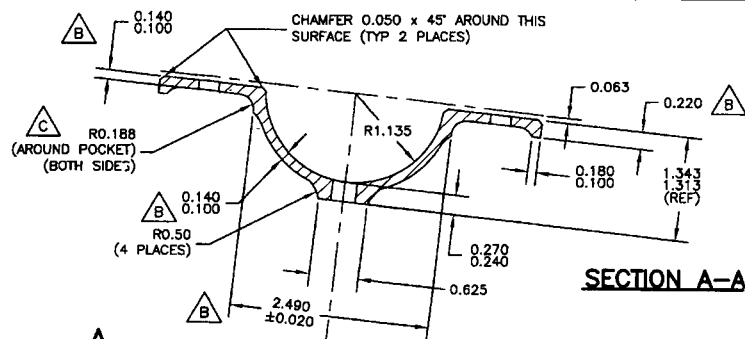 B
0.140
0.100
CHAMFER 0.050 x 45° AROUND THIS
SURFACE (TYP 2 PLACES)
0.063
0.220
B
C
R0.188
(AROUND POCKET)
(BOTH SIDES)
R1.135
0.180
0.100
1.343
1.313
(REF)
B
0.140
0.100
R0.50
(4 PLACES)
0.270
0.240
0.625
SECTION A-A
B
2.490
±0.020